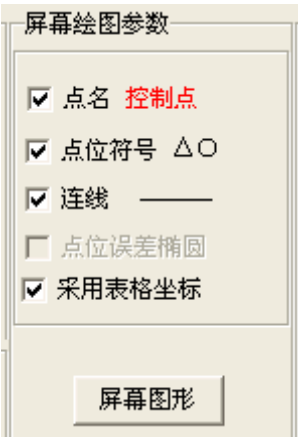 屏幕绘图参数
点名 控制点
点位符号 △○
连线 ——
点位误差椭圆
采用表格坐标
屏幕图形